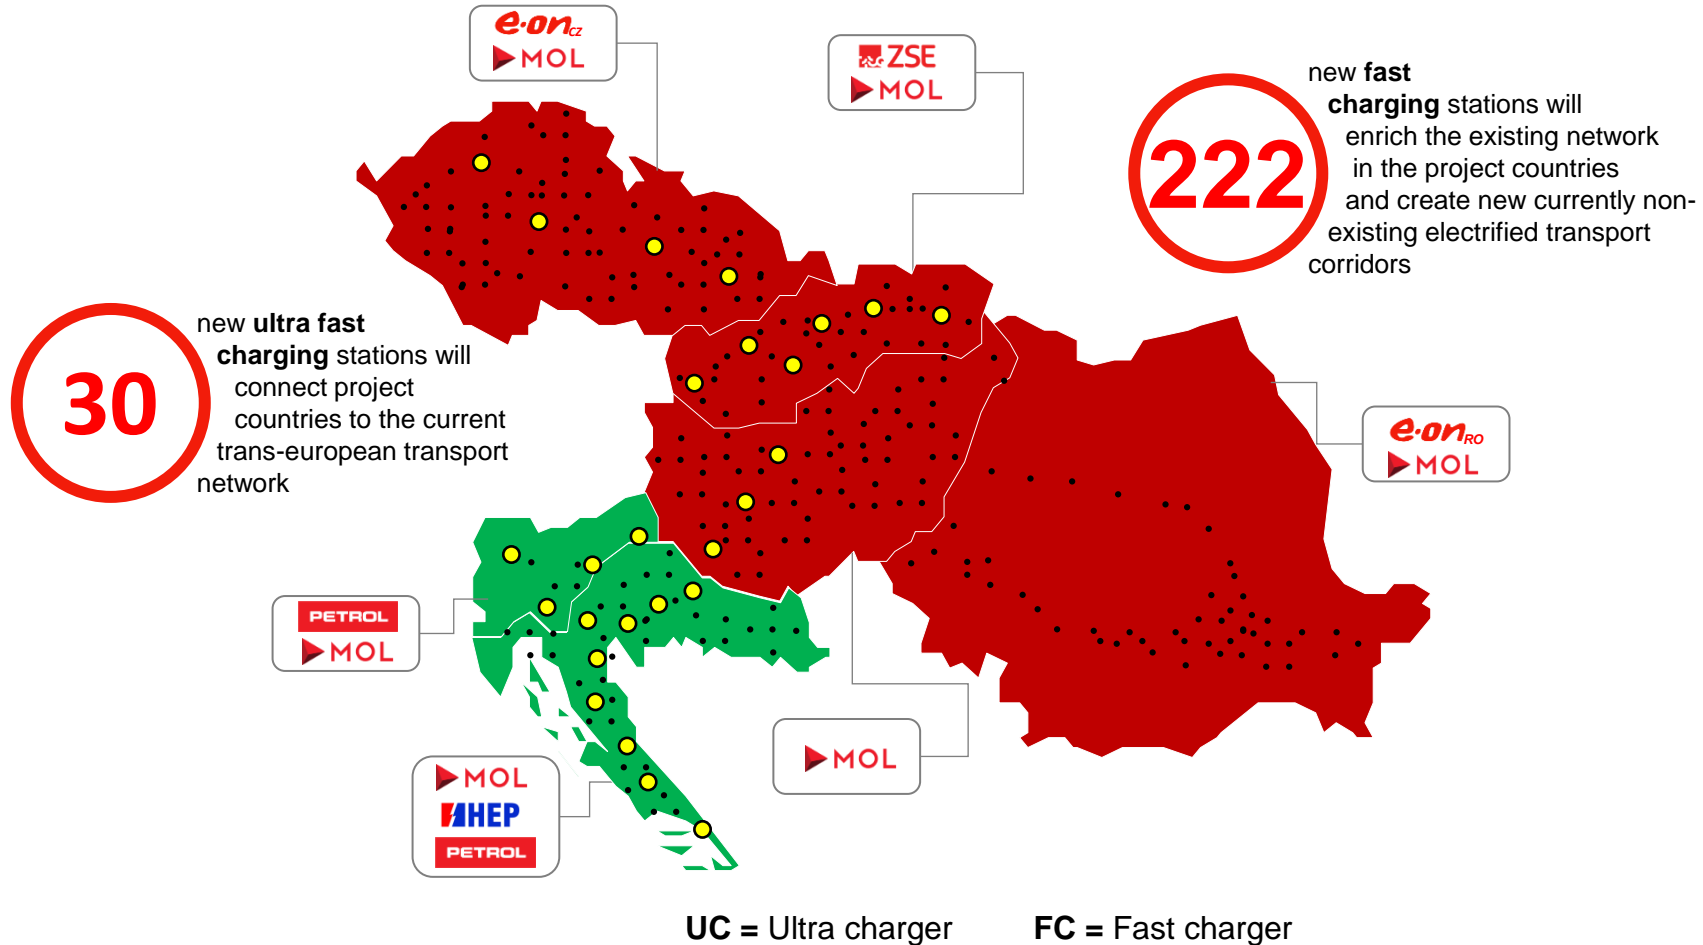 e·on CZ
MOL
ZSE
MOL
222
new fast
charging stations will
enrich the existing network
in the project countries
and create new currently non-
existing electrified transport
corridors
30
new ultra fast
charging stations will
connect project
countries to the current
trans-european transport
network
e·on RO
MOL
PETROL
MOL
MOL
MOL
HEP
PETROL
UC = Ultra charger
FC = Fast charger